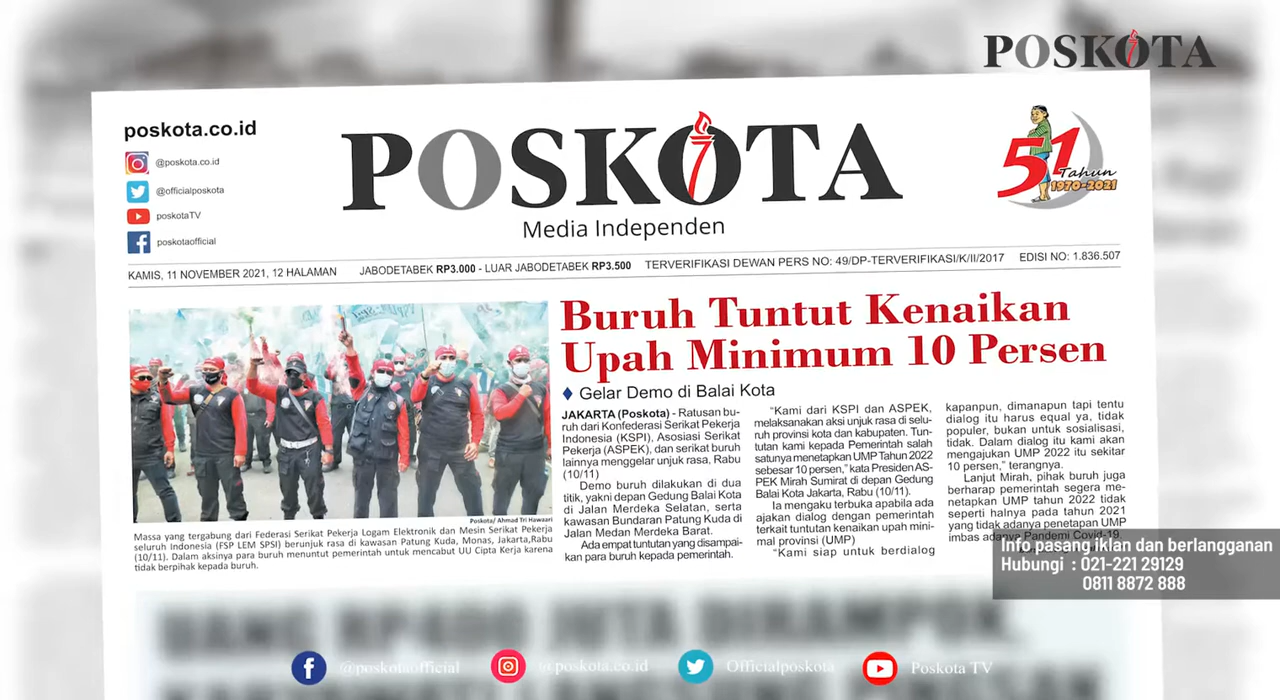 POSKOTA
poskota.co.id
@poskota.co.id
@officialposkota
poskotaTV
poskotaofficial
POSKOTA
Media Independen
51
Tahun
1970-2021
KAMIS, 11 NOVEMBER 2021, 12 HALAMAN JABODETABEK RP3.000 - LUAR JABODETABEK RP3.500 TERVERIFIKASI DEWAN PERS NO: 49/DP-TERVERIFIKASI/K/II/2017 EDISI NO: 1.836.507
Poskota/ Ahmad Tri Hawaari
Massa yang tergabung dari Federasi Serikat Pekerja Logam Elektronik dan Mesin Serikat Pekerja
seluruh Indonesia (FSP LEM SPSI) berunjuk rasa di kawasan Patung Kuda, Monas, Jakarta,Rabu
(10/11). Dalam aksinya para buruh menuntut pemerintah untuk mencabut UU Cipta Kerja karena
tidak berpihak kepada buruh.
Buruh Tuntut Kenaikan
Upah Minimum 10 Persen
Gelar Demo di Balai Kota
JAKARTA (Poskota) - Ratusan bu-
ruh dari Konfederasi Serikat Pekerja
Indonesia (KSPI), Asosiasi Serikat
Pekerja (ASPEK), dan serikat buruh
lainnya menggelar unjuk rasa, Rabu
(10/11)
Demo buruh dilakukan di dua
titik, yakni depan Gedung Balai Kota
di Jalan Merdeka Selatan, serta
kawasan Bundaran Patung Kuda di
Jalan Medan Merdeka Barat.
Ada empat tuntutan yang disampai-
kan para buruh kepada pemerintah.
“Kami dari KSPI dan ASPEK,
melaksanakan aksi unjuk rasa di selu-
ruh provinsi kota dan kabupaten. Tun-
tutan kami kepada Pemerintah salah
satunya menetapkan UMP Tahun 2022
sebesar 10 persen,” kata Presiden AS-
PEK Mirah Sumirat di depan Gedung
Balai Kota Jakarta, Rabu (10/11).
Ia mengaku terbuka apabila ada
ajakan dialog dengan pemerintah
terkait tuntutan kenaikan upah mini-
mal provinsi (UMP)
“Kami siap untuk berdialog
kapanpun, dimanapun tapi tentu
dialog itu harus equal ya, tidak
populer, bukan untuk sosialisasi,
tidak. Dalam dialog itu kami akan
mengajukan UMP 2022 itu sekitar
10 persen,” terangnya.
Lanjut Mirah, pihak buruh juga
berharap pemerintah segera me-
netapkan UMP tahun 2022 tidak
seperti halnya pada tahun 2021
yang tidak adanya penetapan UMP
imbas adanya Pandemi Covid-19.
Info pasang iklan dan berlangganan
Hubungi : 021-221 29129
0811 8872 888
UANG RP400 JUTA DIRAMPOK,
@poskotaofficial @poskota.co.id Officialposkota Poskota TV